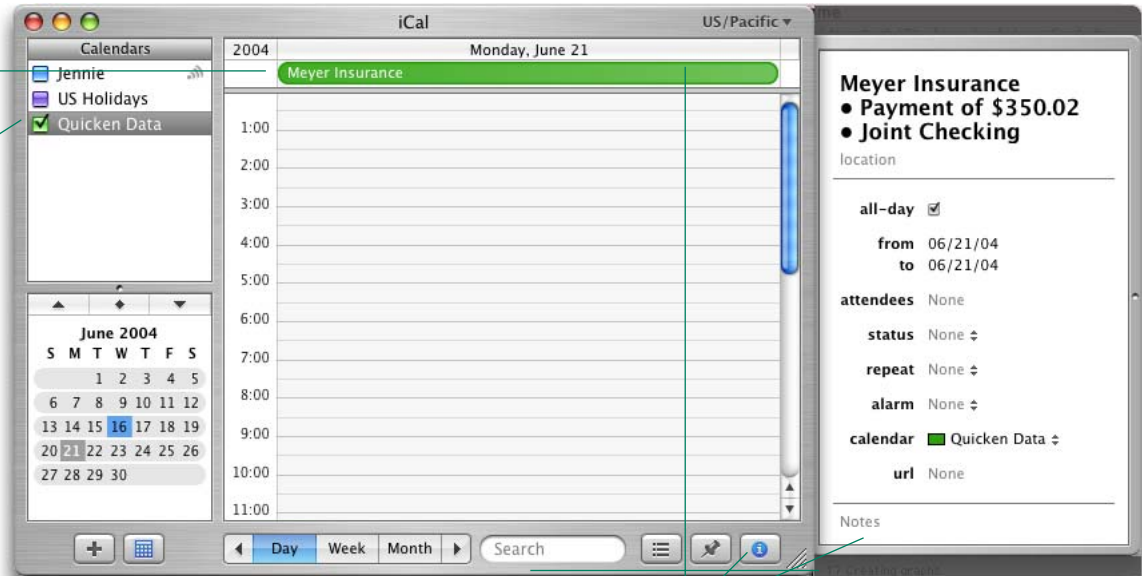 iCal
US/Pacific
Calendars
Jennie
US Holidays
Quicken Data
2004
Monday, June 21
Meyer Insurance
1:00
2:00
3:00
4:00
5:00
6:00
7:00
8:00
9:00
10:00
11:00
June 2004
S M T W T F S
1 2 3 4 5
6 7 8 9 10 11 12
13 14 15 16 17 18 19
20 21 22 23 24 25 26
27 28 29 30
Day Week Month
Search
Meyer Insurance
• Payment of $350.02
• Joint Checking
location
all-day
from 06/21/04
to 06/21/04
attendees None
status None
repeat None
alarm None
calendar Quicken Data
url None
Notes